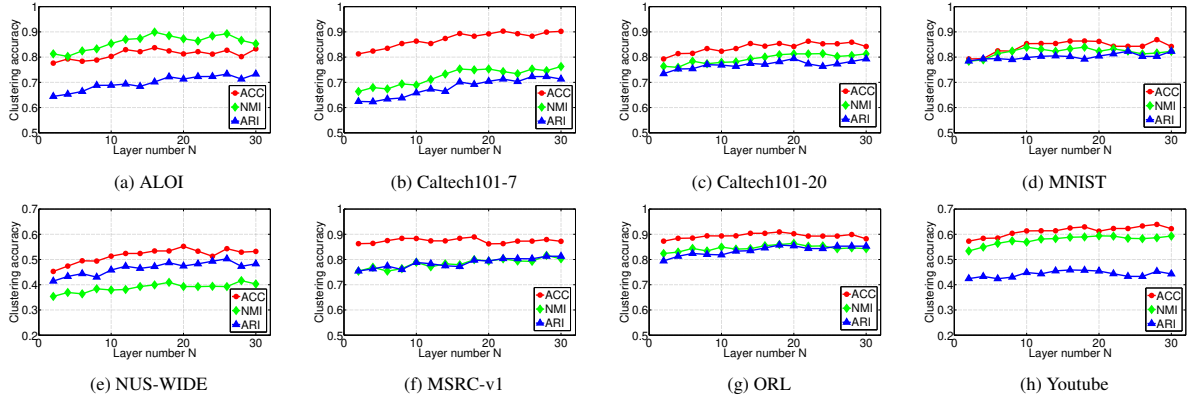 1
0.9
0.8
0.7
0.6
0.5
0 10 20 30
Clustering accuracy
Layer number N
ACC
NMI
ARI
(a) ALOI
1
0.9
0.8
0.7
0.6
0.5
0 10 20 30
Clustering accuracy
Layer number N
ACC
NMI
ARI
(b) Caltech101-7
1
0.9
0.8
0.7
0.6
0.5
0 10 20 30
Clustering accuracy
Layer number N
ACC
NMI
ARI
(c) Caltech101-20
1
0.9
0.8
0.7
0.6
0.5
0 10 20 30
Clustering accuracy
Layer number N
ACC
NMI
ARI
(d) MNIST
0.7
0.6
0.5
0.4
0.3
0.2
0 10 20 30
Clustering accuracy
Layer number N
ACC
NMI
ARI
(e) NUS-WIDE
1
0.9
0.8
0.7
0.6
0.5
0 10 20 30
Clustering accuracy
Layer number N
ACC
NMI
ARI
(f) MSRC-v1
1
0.9
0.8
0.7
0.6
0.5
0 10 20 30
Clustering accuracy
Layer number N
ACC
NMI
ARI
(g) ORL
0.7
0.6
0.5
0.4
0.3
0.2
0 10 20 30
Clustering accuracy
Layer number N
ACC
NMI
ARI
(h) Youtube